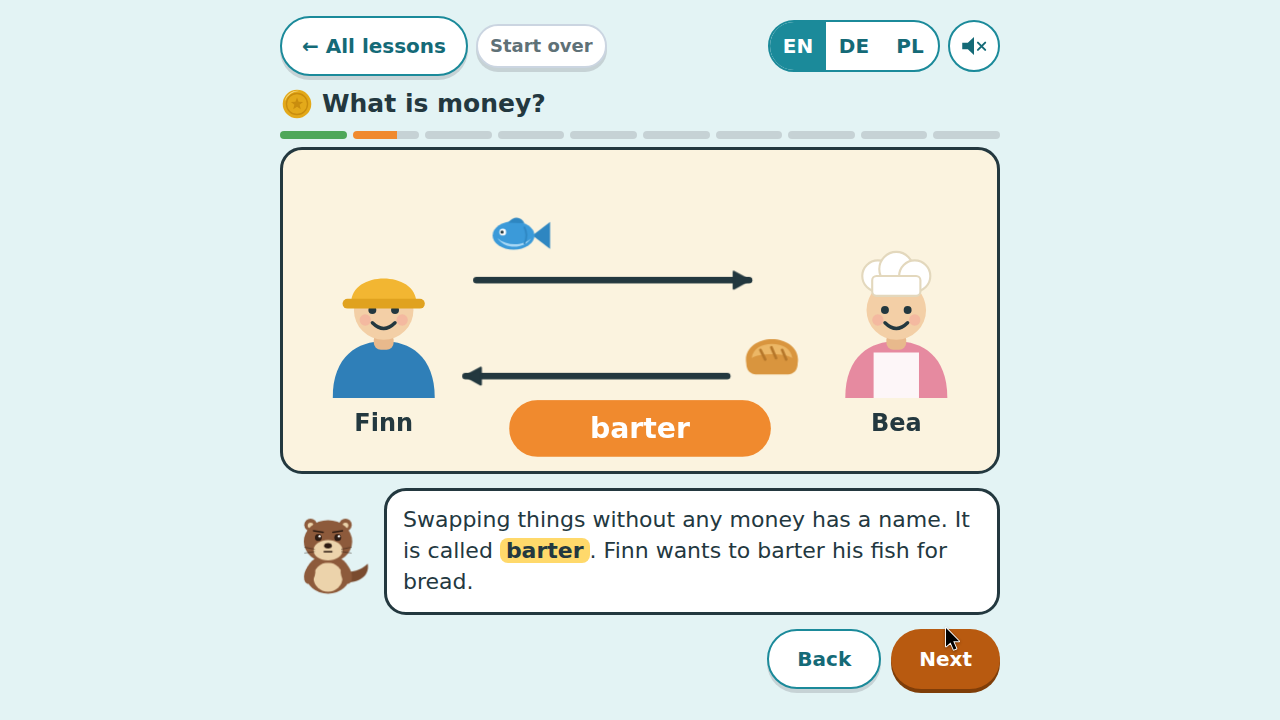 ← All lessons
Start over
EN DE PL
What is money?
Finn
Bea
barter
Swapping things without any money has a name. It
is called barter. Finn wants to barter his fish for
bread.
Back
Next